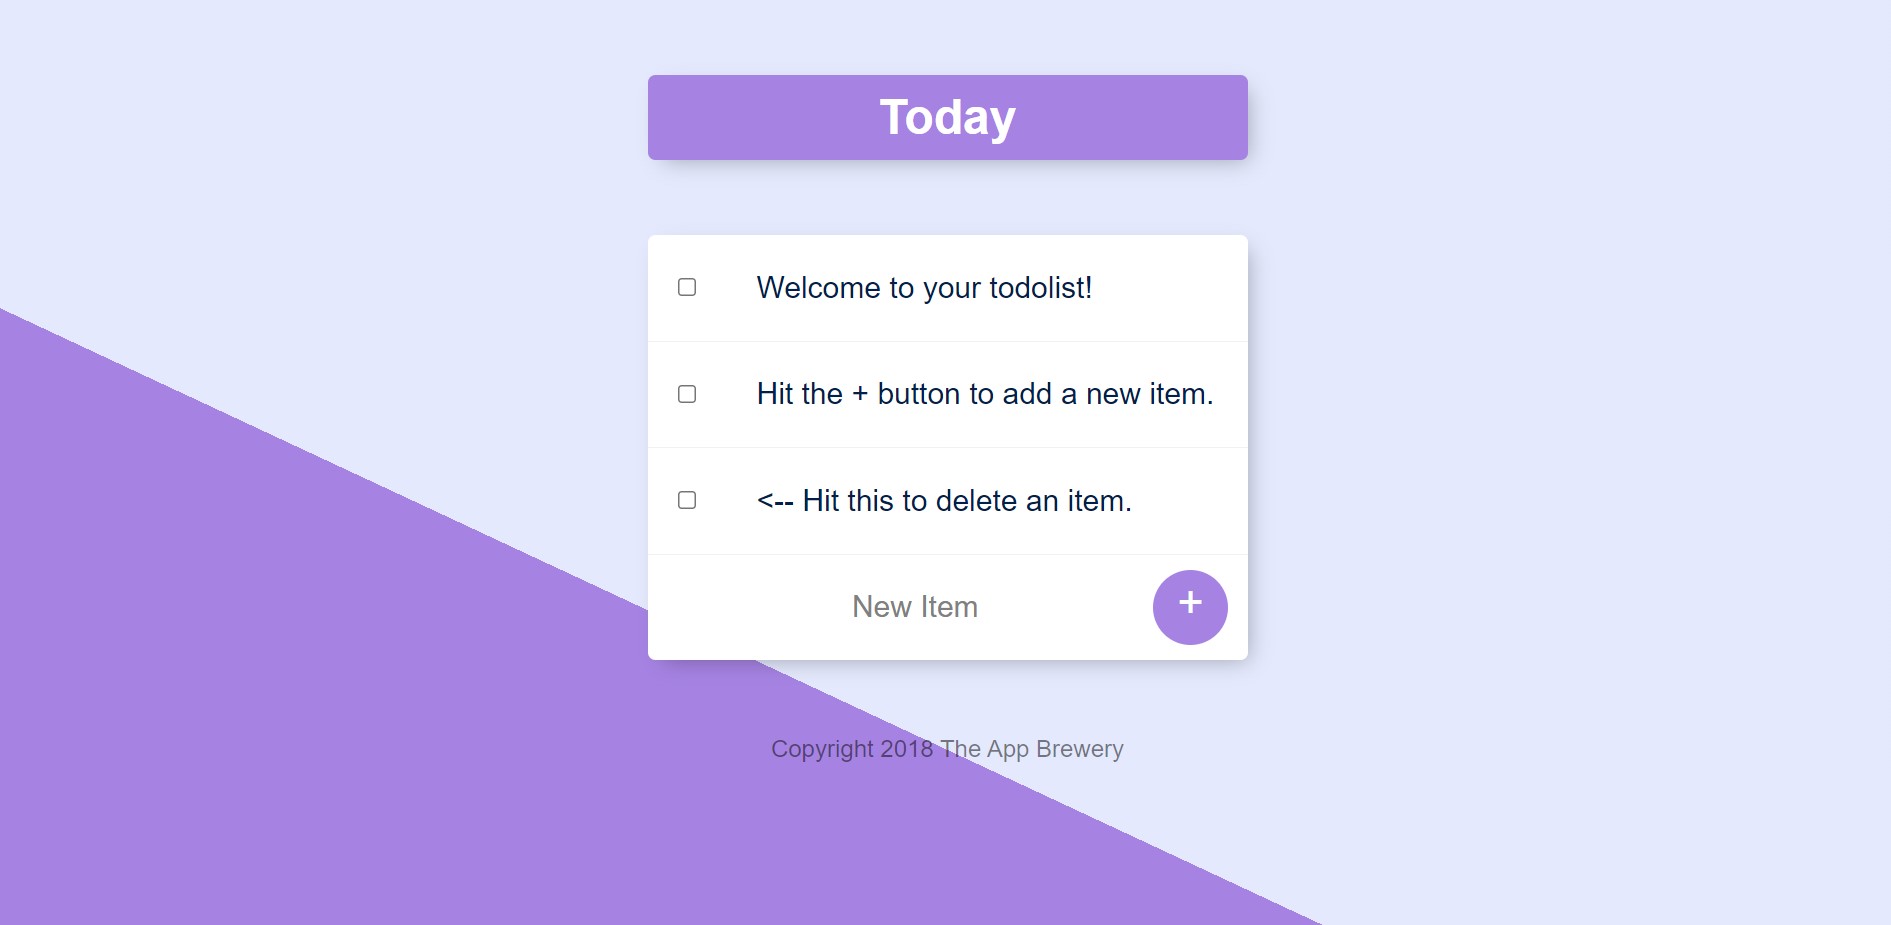 Today
Welcome to your todolist!
Hit the + button to add a new item.
<-- Hit this to delete an item.
New Item +
Copyright 2018 The App Brewery